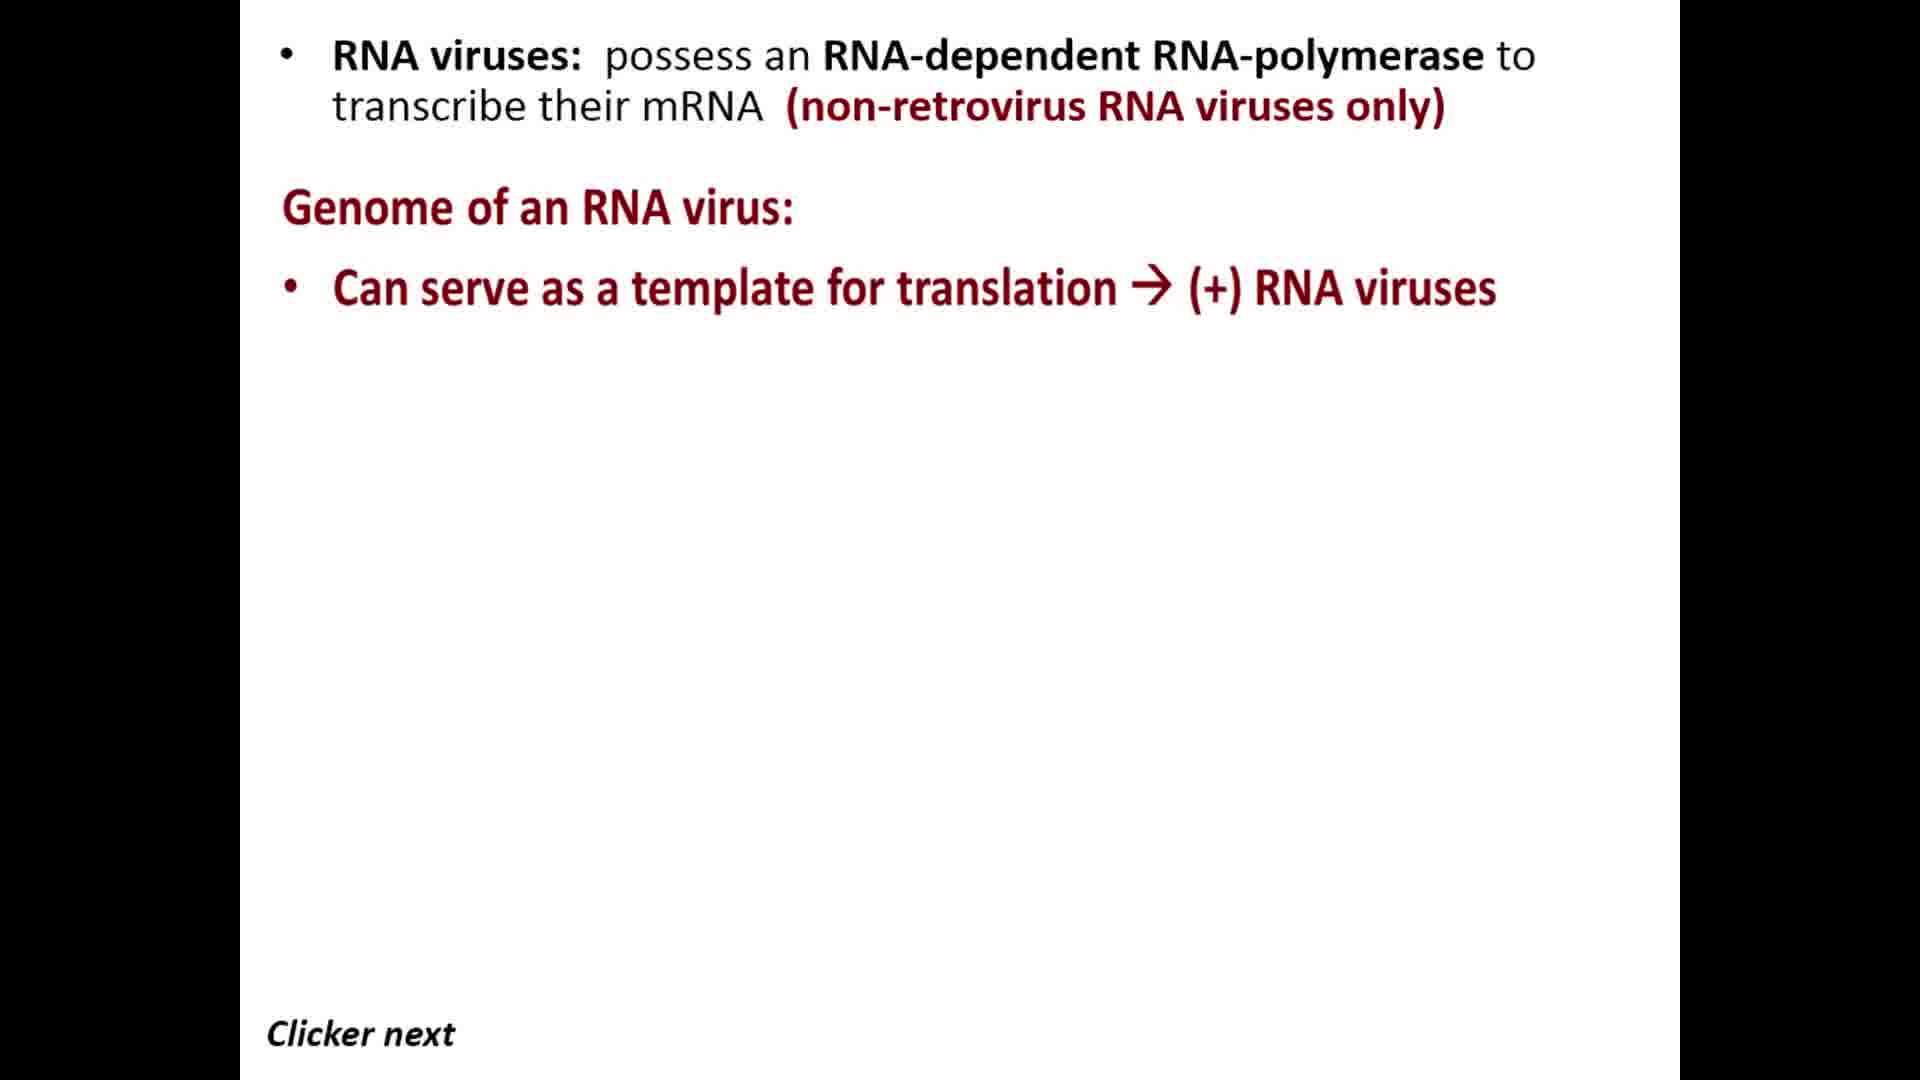 • RNA viruses: possess an RNA-dependent RNA-polymerase to
transcribe their mRNA (non-retrovirus RNA viruses only)
Genome of an RNA virus:
• Can serve as a template for translation → (+) RNA viruses
Clicker next